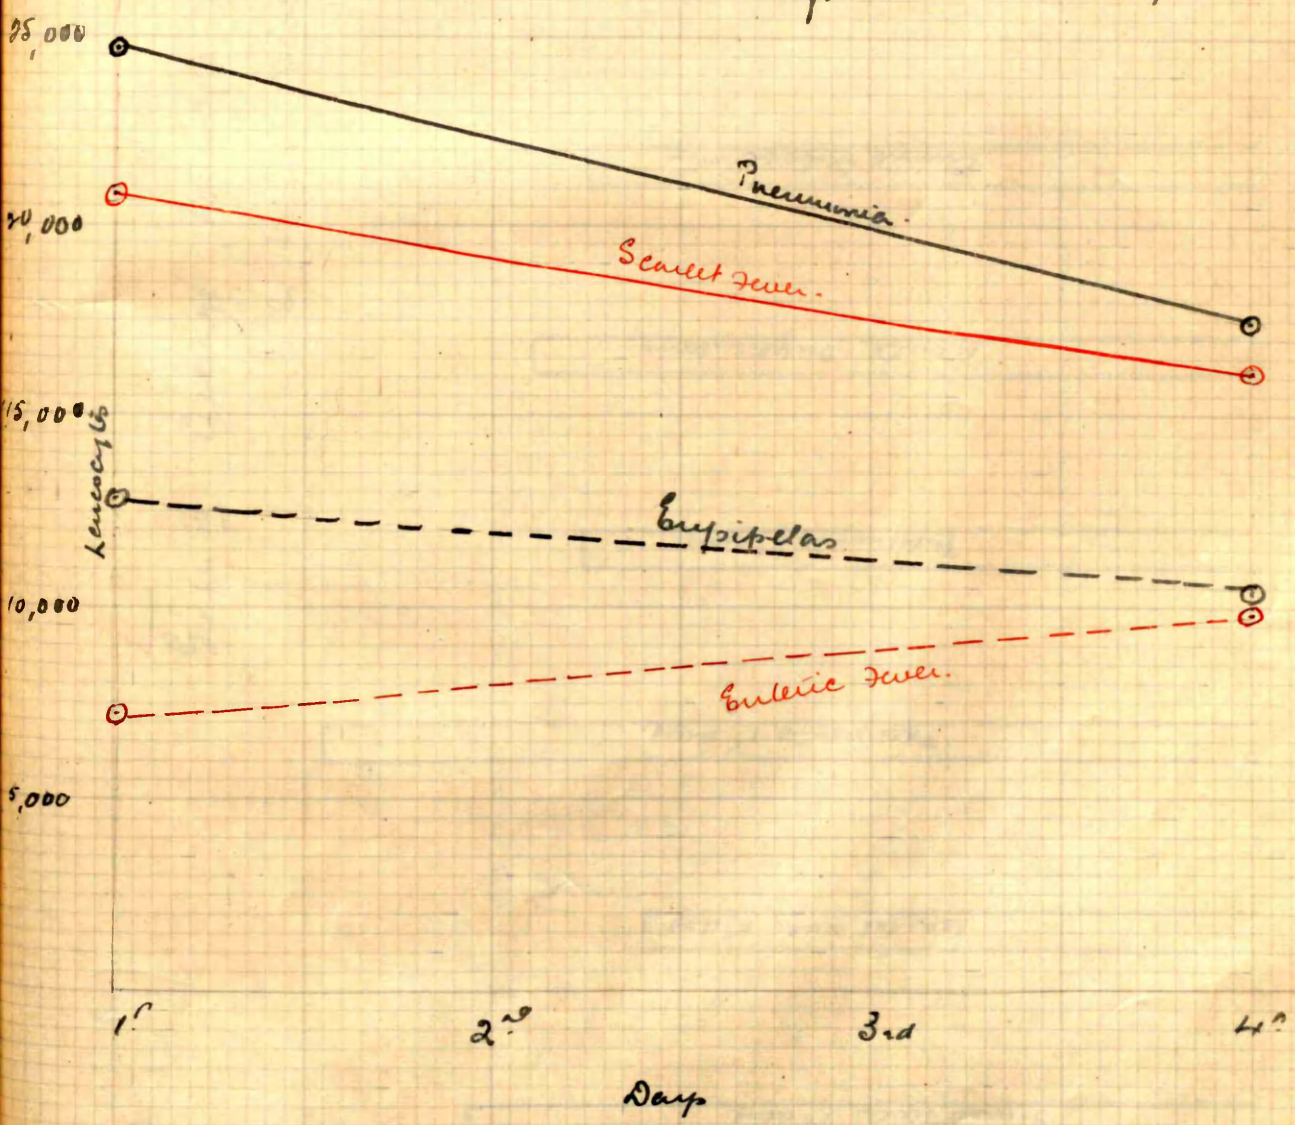 25,000
Pneumonia.
20,000
Scarlet Fever.
15,000
Leucocytes
Erysipelas
10,000
Enteric Fever.
5,000
1st
2nd
3rd
4th
Days